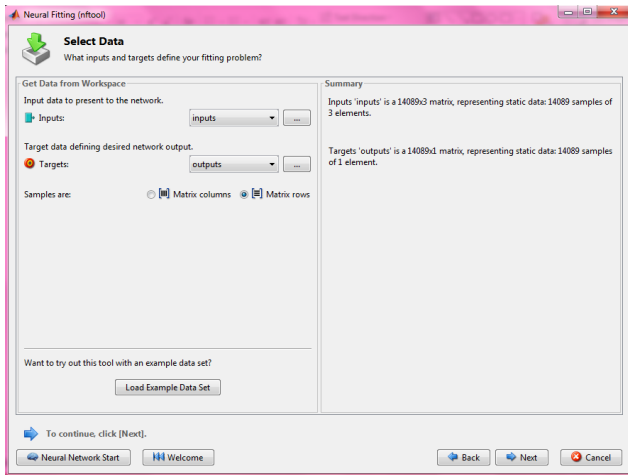 Neural Fitting (nftool)
Select Data
What inputs and targets define your fitting problem?
Get Data from Workspace
Input data to present to the network.
Inputs:
inputs
...
Target data defining desired network output.
Targets:
outputs
...
Samples are:
Matrix columns
Matrix rows
Want to try out this tool with an example data set?
Load Example Data Set
Summary
Inputs 'inputs' is a 14089x3 matrix, representing static data: 14089 samples of
3 elements.
Targets 'outputs' is a 14089x1 matrix, representing static data: 14089 samples
of 1 element.
To continue, click [Next].
Neural Network Start
Welcome
Back
Next
Cancel